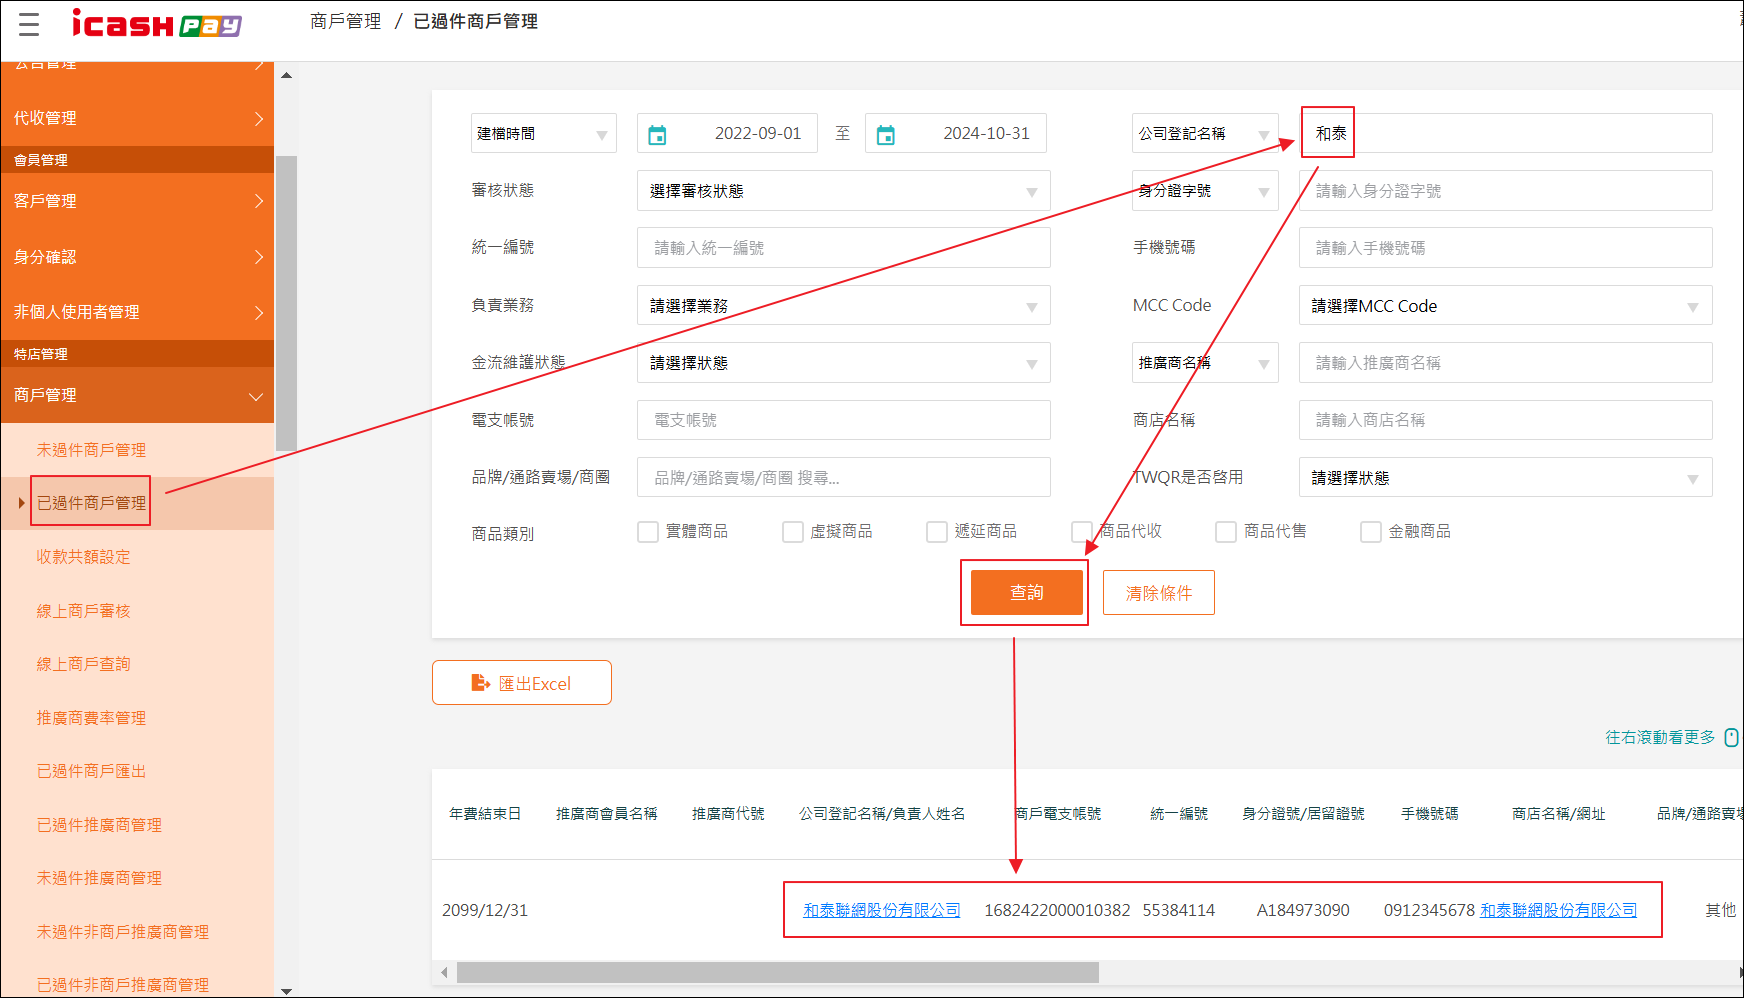 icash pay
商戶管理 / 已過件商戶管理
公告管理
代收管理
會員管理
客戶管理
身分確認
非個人使用者管理
特店管理
商戶管理
未過件商戶管理
已過件商戶管理
收款共額設定
線上商戶審核
線上商戶查詢
推廣商費率管理
已過件商戶匯出
已過件推廣商管理
未過件推廣商管理
未過件非商戶推廣商管理
已過件非商戶推廣商管理
建檔時間 2022-09-01 至 2024-10-31 公司登記名稱 和泰
審核狀態 選擇審核狀態 身分證字號 請輸入身分證字號
統一編號 請輸入統一編號 手機號碼 請輸入手機號碼
負責業務 請選擇業務 MCC Code 請選擇MCC Code
金流維護狀態 請選擇狀態 推廣商名稱 請輸入推廣商名稱
電支帳號 電支帳號 商店名稱 請輸入商店名稱
品牌/通路賣場/商圈 品牌/通路賣場/商圈 搜尋... TWQR是否啓用 請選擇狀態
商品類別 實體商品 虛擬商品 遞延商品 商品代收 商品代售 金融商品
查詢 清除條件
匯出Excel
往右滾動看更多
年費結束日 推廣商會員名稱 推廣商代號 公司登記名稱/負責人姓名 商戶電支帳號 統一編號 身分證號/居留證號 手機號碼 商店名稱/網址 品牌/通路賣場
2099/12/31 和泰聯網股份有限公司 1682422000010382 55384114 A184973090 0912345678 和泰聯網股份有限公司 其他